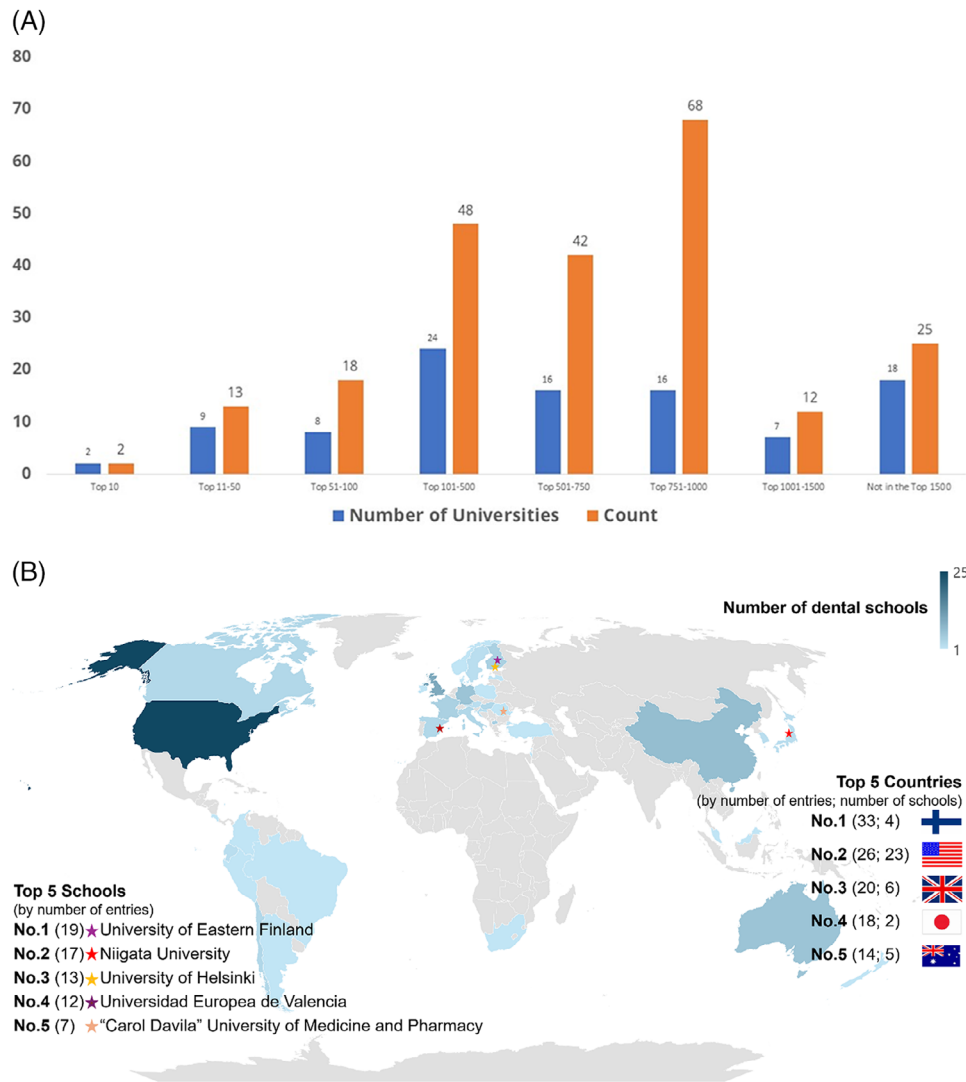 (A)
80
70
60
50
40
30
20
10
0
2
2
9
13
8
18
24
48
16
42
16
68
7
12
18
25
Top 10
Top 11-50
Top 51-100
Top 101-500
Top 501-750
Top 751-1000
Top 1001-1500
Not in the Top 1500
Number of Universities
Count
(B)
Number of dental schools
25
1
Top 5 Countries
(by number of entries; number of schools)
No.1 (33; 4)
No.2 (26; 23)
No.3 (20; 6)
No.4 (18; 2)
No.5 (14; 5)
Top 5 Schools
(by number of entries)
No.1 (19) University of Eastern Finland
No.2 (17) Niigata University
No.3 (13) University of Helsinki
No.4 (12) Universidad Europea de Valencia
No.5 (7) “Carol Davila” University of Medicine and Pharmacy